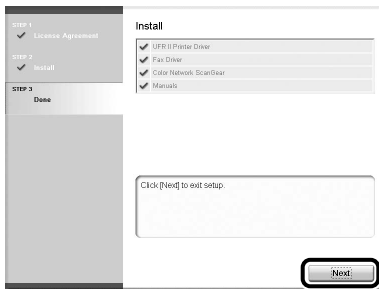 STEP 1
License Agreement
STEP 2
Install
STEP 3
Done
Install
UFR II Printer Driver
Fax Driver
Color Network ScanGear
Manuals
Click [Next] to exit setup.
Next